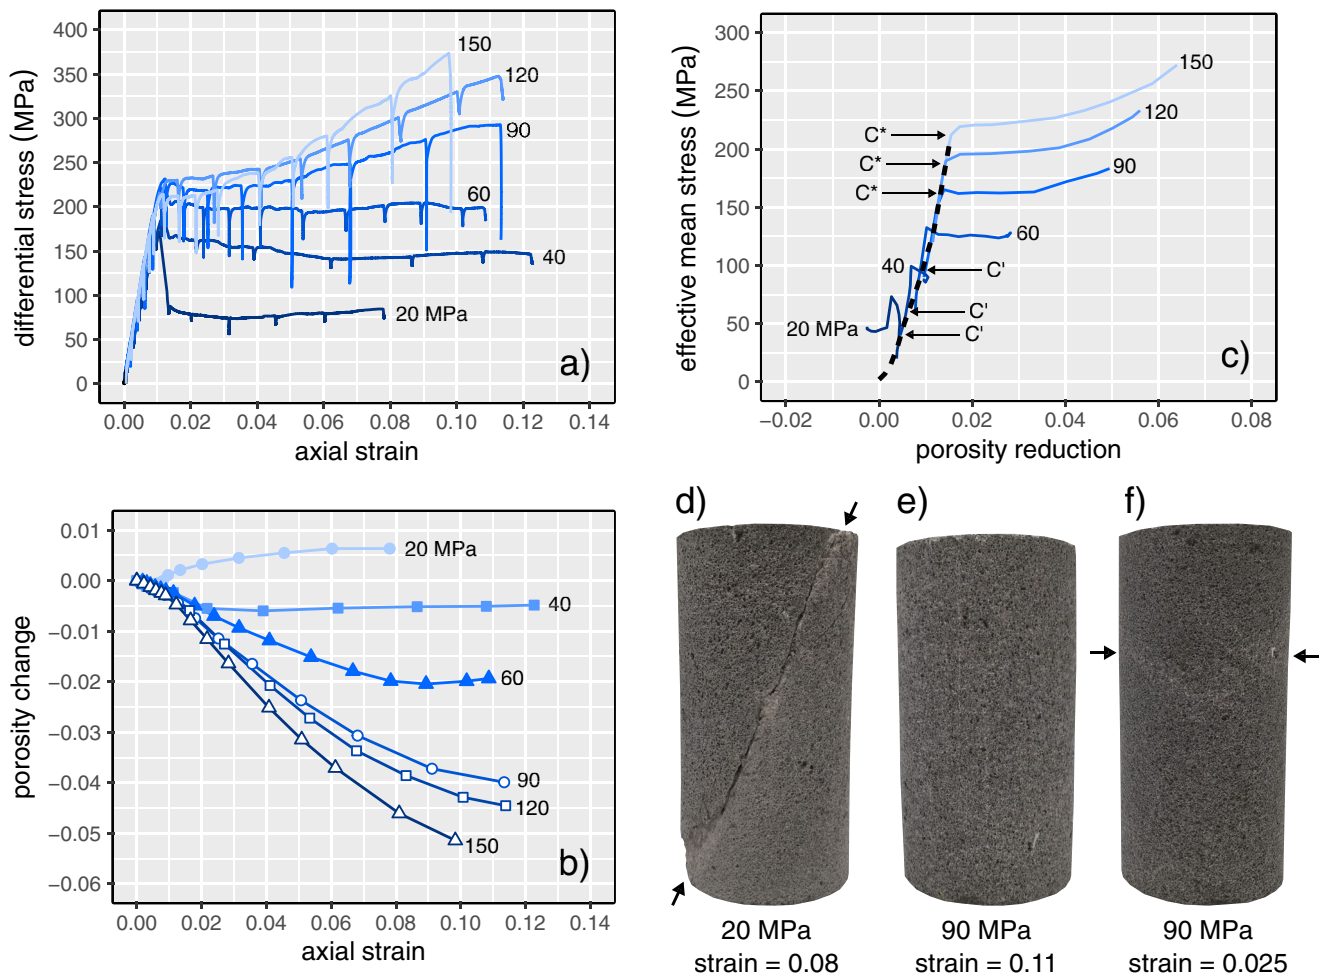 400
350
300
250
200
150
100
50
0
differential stress (MPa)
150
120
90
60
40
20 MPa
a)
0.00 0.02 0.04 0.06 0.08 0.10 0.12 0.14
axial strain
300
250
200
150
100
50
0
effective mean stress (MPa)
150
120
90
60
40
20 MPa
C*
C*
C*
C'
C'
C'
c)
−0.02 0.00 0.02 0.04 0.06 0.08
porosity reduction
0.01
0.00
−0.01
−0.02
−0.03
−0.04
−0.05
−0.06
porosity change
20 MPa
40
60
90
120
150
b)
0.00 0.02 0.04 0.06 0.08 0.10 0.12 0.14
axial strain
d)
e)
f)
20 MPa
strain = 0.08
90 MPa
strain = 0.11
90 MPa
strain = 0.025